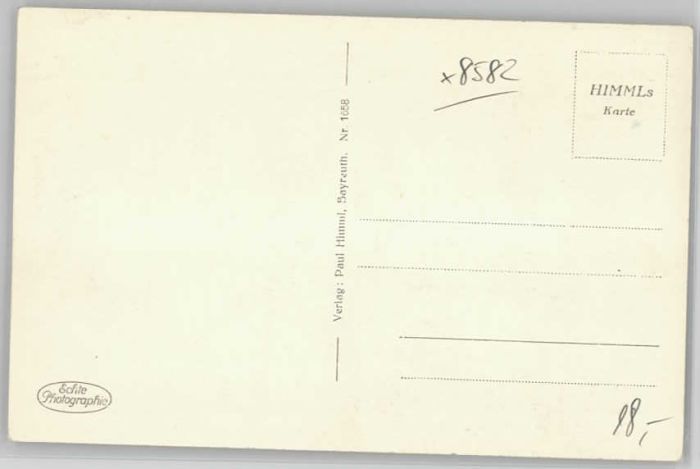 x8582
HIMMLs
Karte
Verlag: Paul Himml, Bayreuth. Nr. 1658
Echte
Photographie
18,-